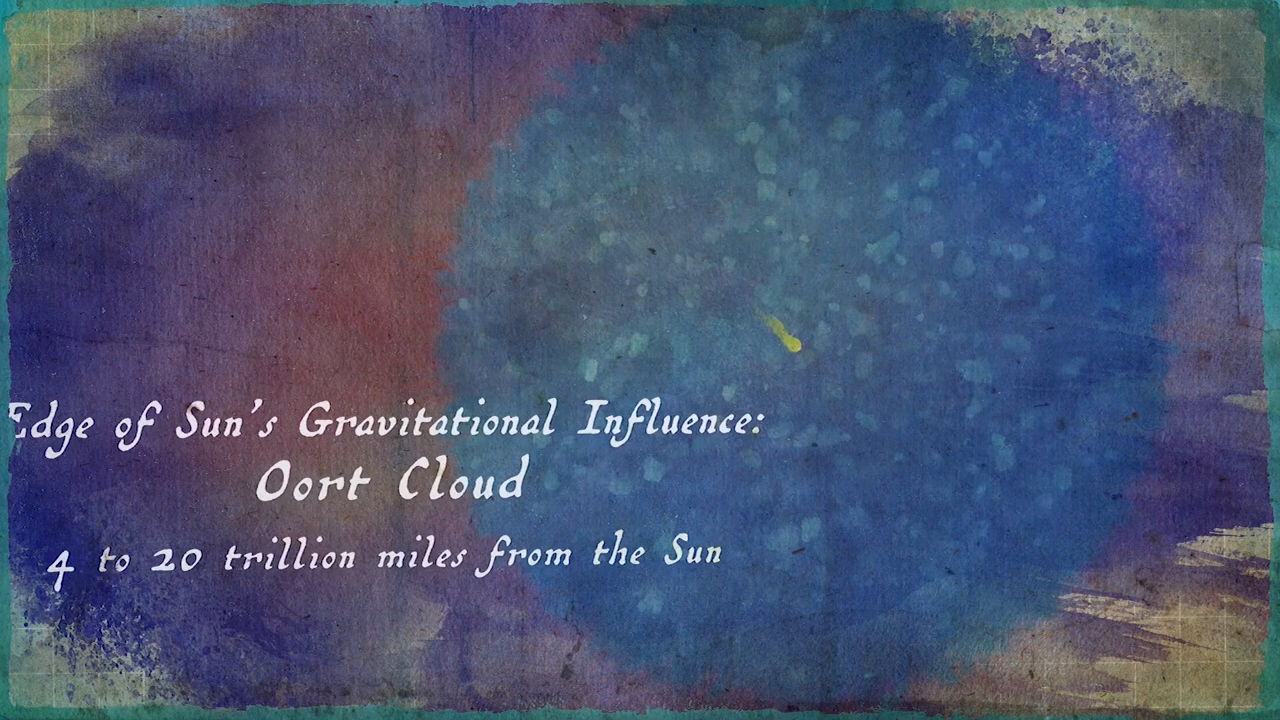 Edge of Sun's Gravitational Influence:
Oort Cloud
4 to 20 trillion miles from the Sun